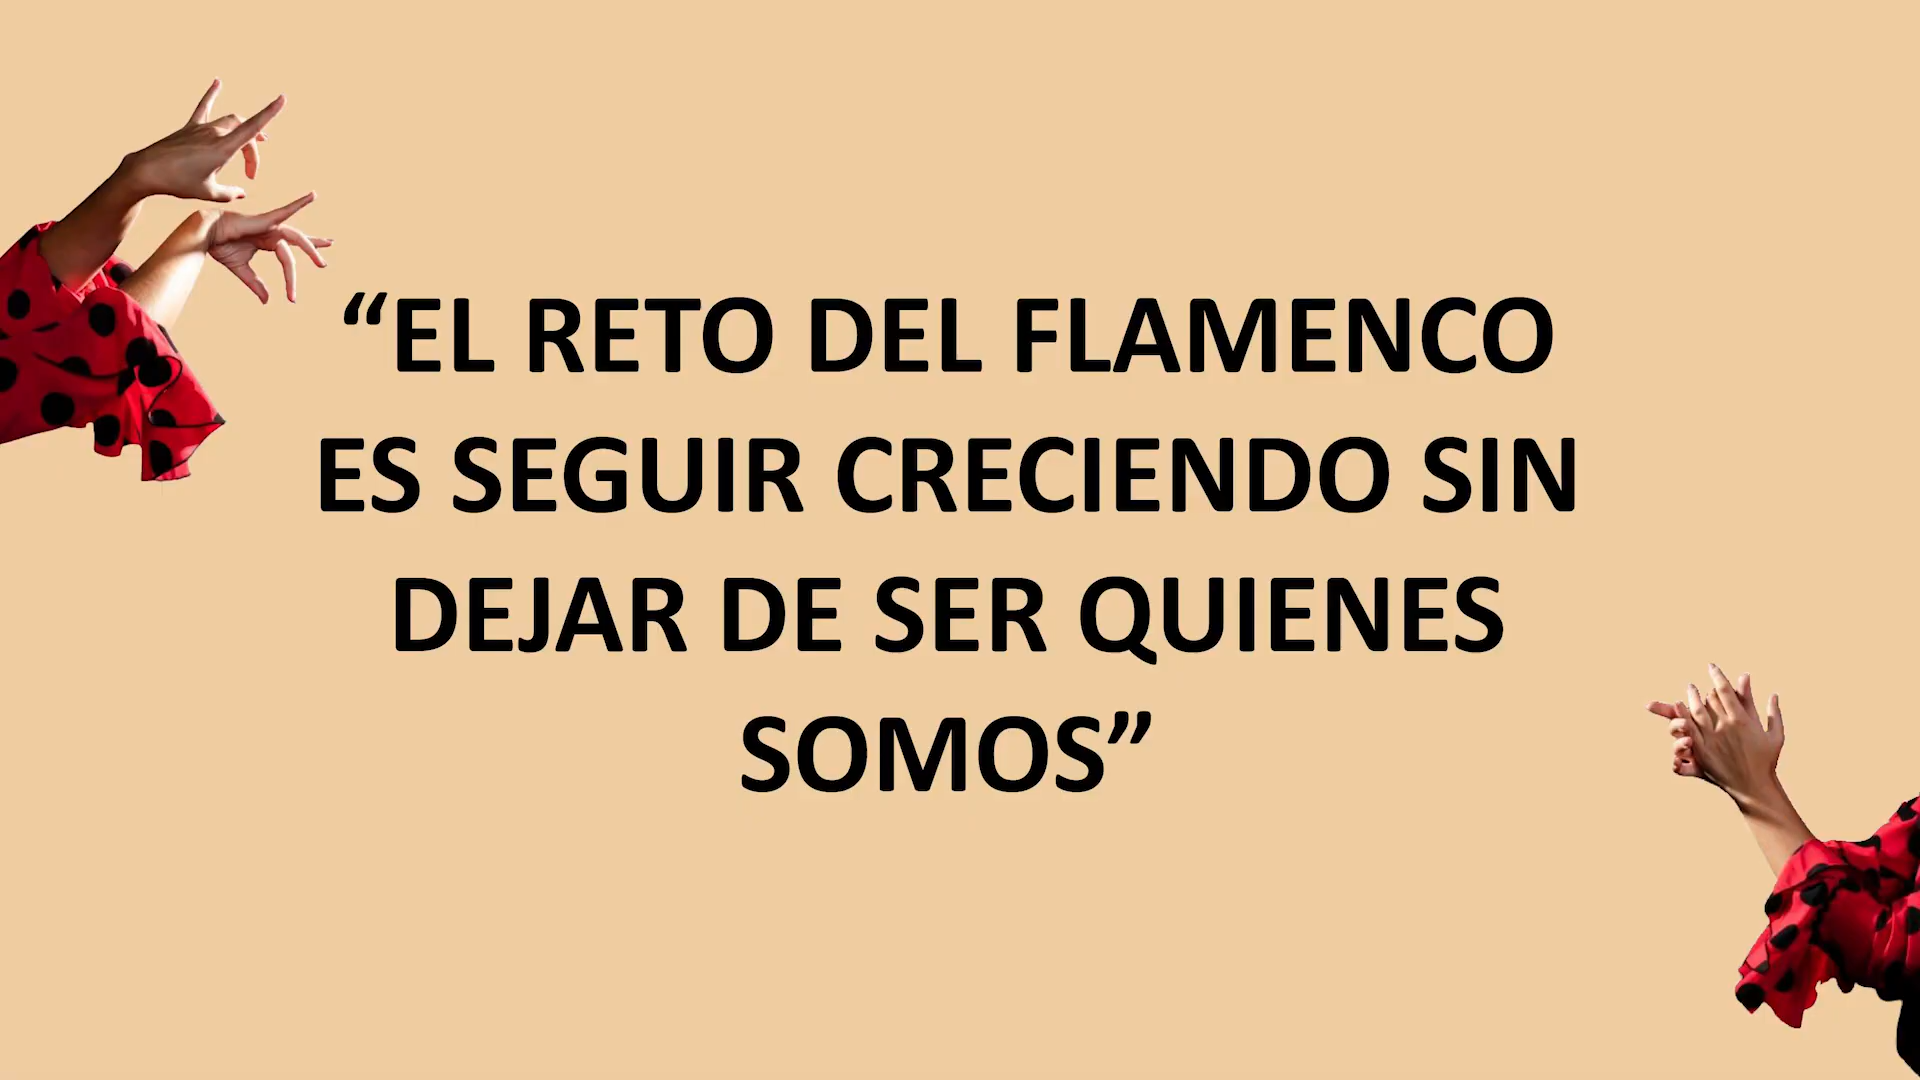 “EL RETO DEL FLAMENCO
ES SEGUIR CRECIENDO SIN
DEJAR DE SER QUIENES
SOMOS”